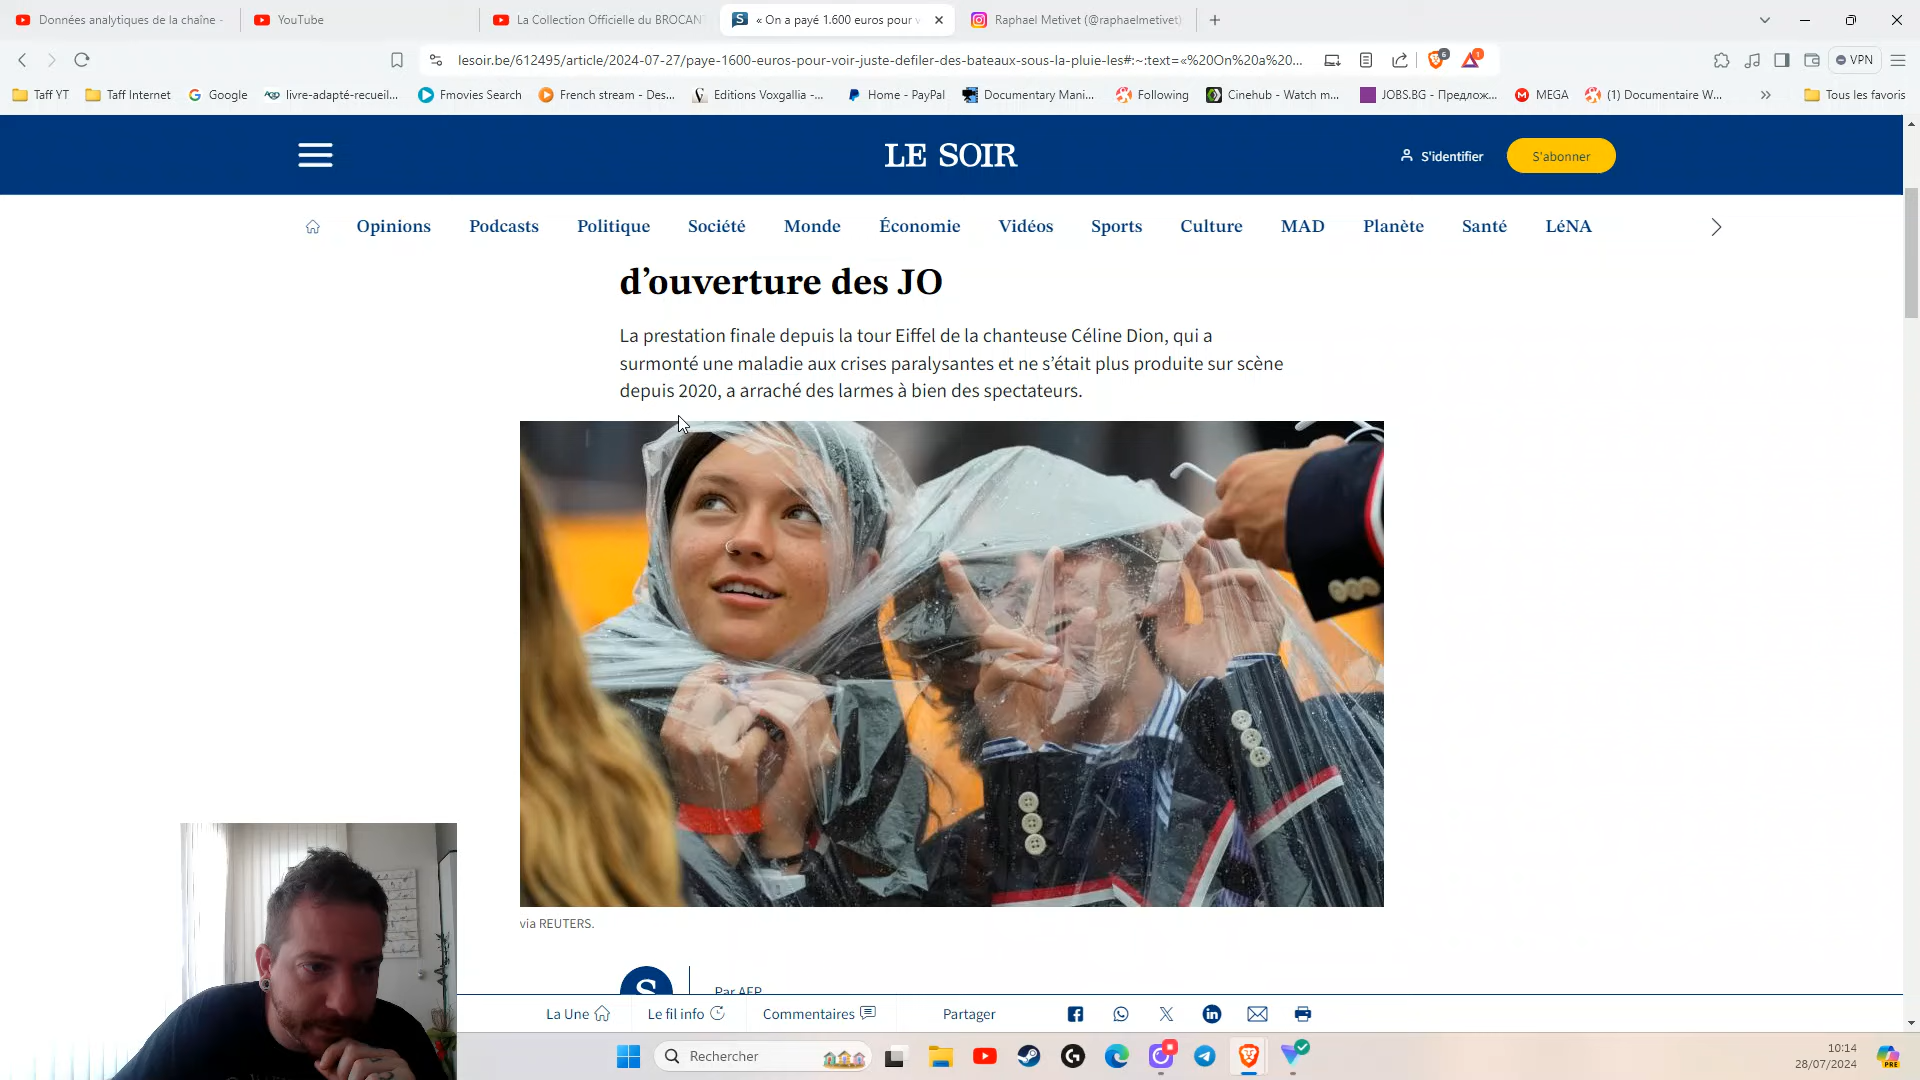 Données analytiques de la chaîne -
YouTube
La Collection Officielle du BROCAN
« On a payé 1.600 euros pour v
Raphael Metivet (@raphaelmetivet)
lesoir.be/612495/article/2024-07-27/paye-1600-euros-pour-voir-juste-defiler-des-bateaux-sous-la-pluie-les#:~:text=«%20On%20a%20...
6
1
VPN
Taff YT
Taff Internet
Google
livre-adapté-recueil...
Fmovies Search
French stream - Des...
Editions Voxgallia -...
Home - PayPal
Documentary Mani...
Following
Cinehub - Watch m...
JOBS.BG - Предлож...
MEGA
(1) Documentaire W...
»
Tous les favoris
LE SOIR
S'identifier
S'abonner
Opinions
Podcasts
Politique
Société
Monde
Économie
Vidéos
Sports
Culture
MAD
Planète
Santé
LéNA
d’ouverture des JO
La prestation finale depuis la tour Eiffel de la chanteuse Céline Dion, qui a
surmonté une maladie aux crises paralysantes et ne s’était plus produite sur scène
depuis 2020, a arraché des larmes à bien des spectateurs.
via REUTERS.
S
Par AFP
La Une
Le fil info
Commentaires
Partager
Rechercher
10:14
28/07/2024
PRE